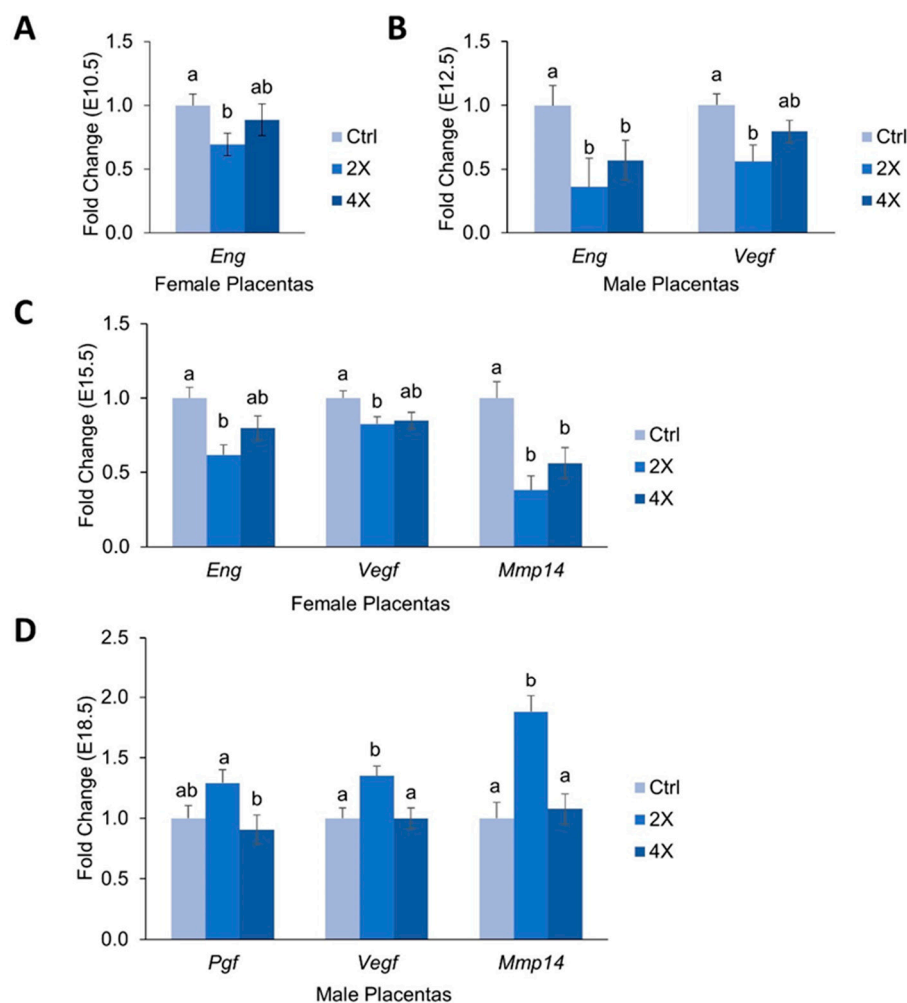 A
Fold Change (E10.5)
1.5
1.0
0.5
0.0
a
b
ab
Ctrl
2X
4X
Eng
Female Placentas
B
Fold Change (E12.5)
1.5
1.0
0.5
0.0
a
b
b
a
b
ab
Ctrl
2X
4X
Eng
Vegf
Male Placentas
C
Fold Change (E15.5)
1.5
1.0
0.5
0.0
a
b
ab
a
b
ab
a
b
b
Ctrl
2X
4X
Eng
Vegf
Mmp14
Female Placentas
D
Fold Change (E18.5)
2.5
2.0
1.5
1.0
0.5
0.0
ab
a
b
a
b
a
a
b
a
Ctrl
2X
4X
Pgf
Vegf
Mmp14
Male Placentas